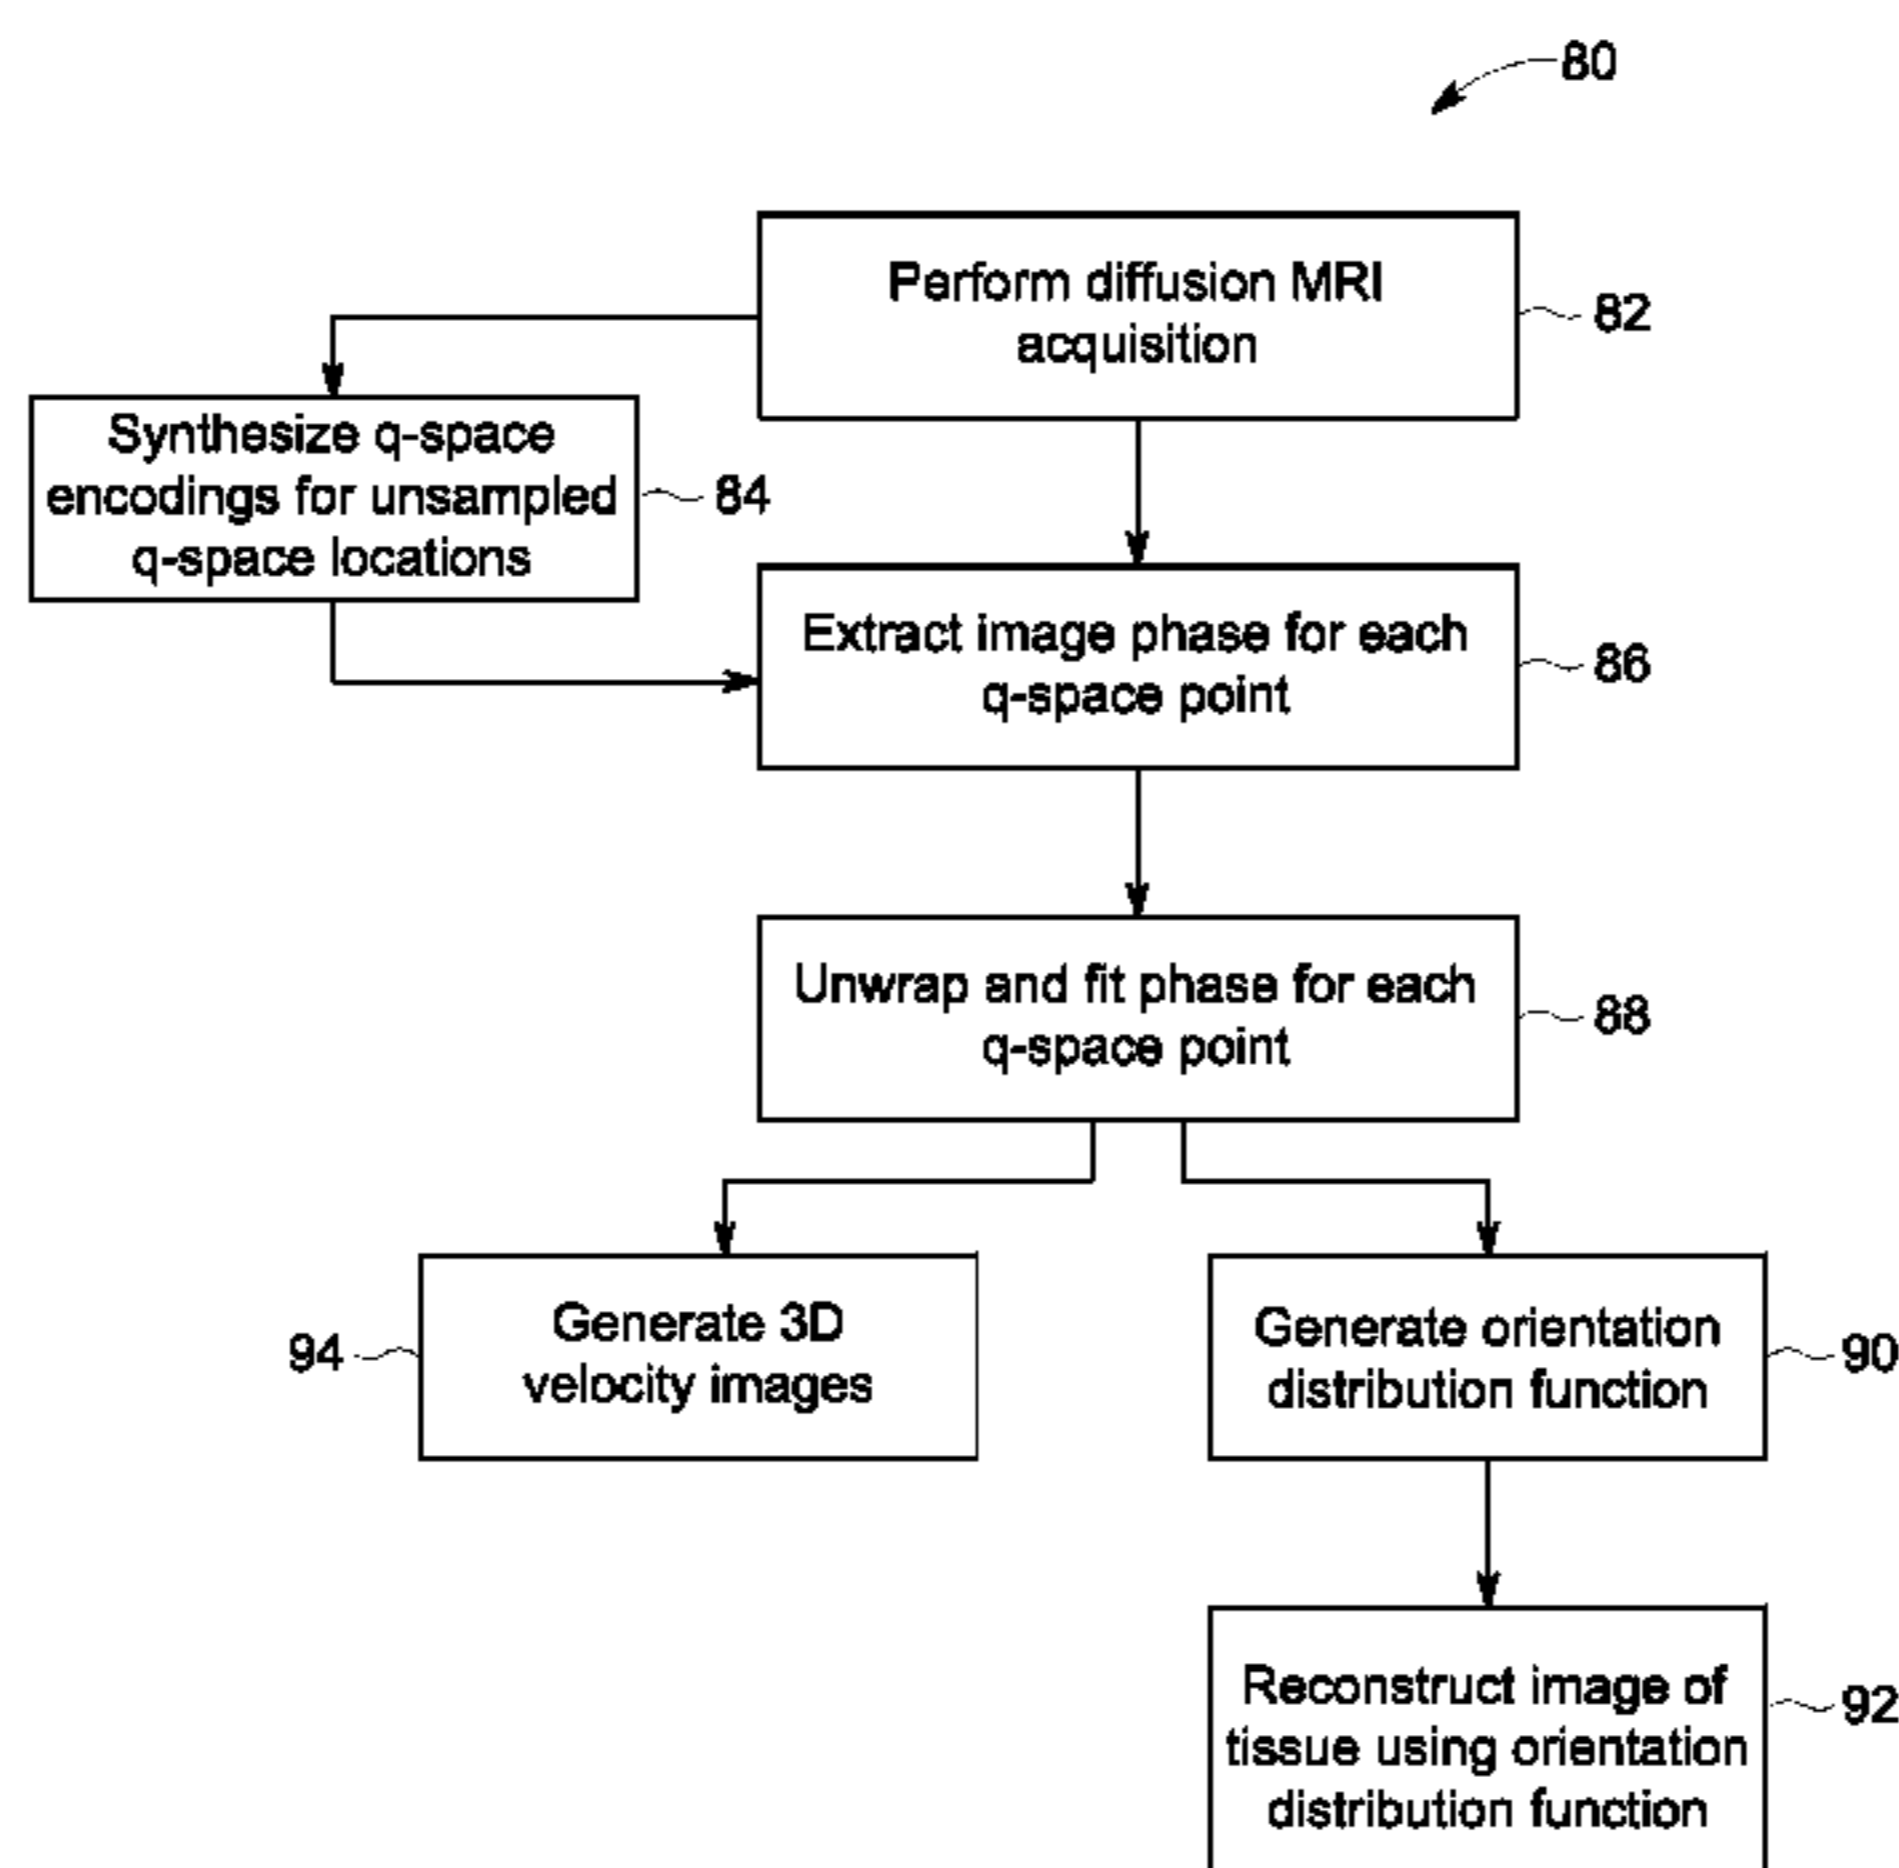 80
Perform diffusion MRI
acquisition
82
Synthesize q-space
encodings for unsampled
q-space locations
84
Extract image phase for each
q-space point
86
Unwrap and fit phase for each
q-space point
88
94
Generate 3D
velocity images
Generate orientation
distribution function
90
Reconstruct image of
tissue using orientation
distribution function
92